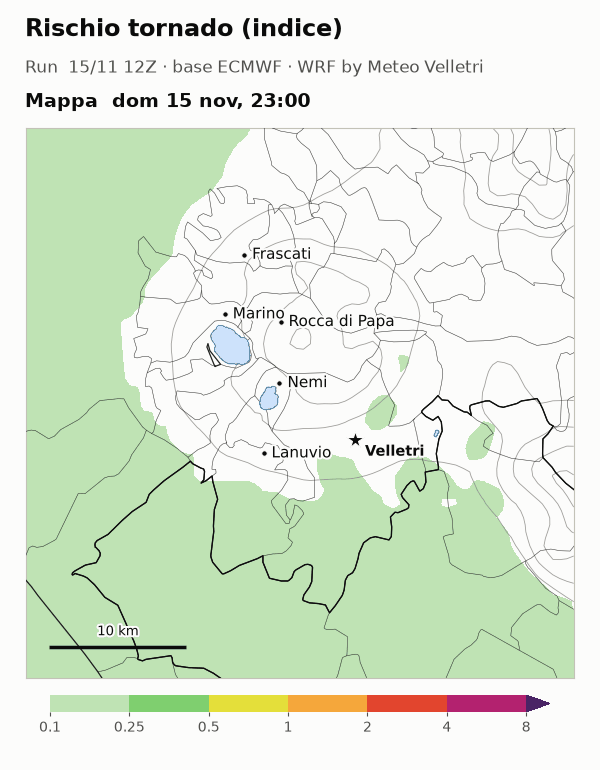 Rischio tornado (indice)
Run  15/11 12Z · base ECMWF · WRF by Meteo Velletri
Mappa  dom 15 nov, 23:00
Frascati
Marino
Rocca di Papa
Nemi
Velletri
Lanuvio
10 km
0.1 0.25 0.5 1 2 4 8